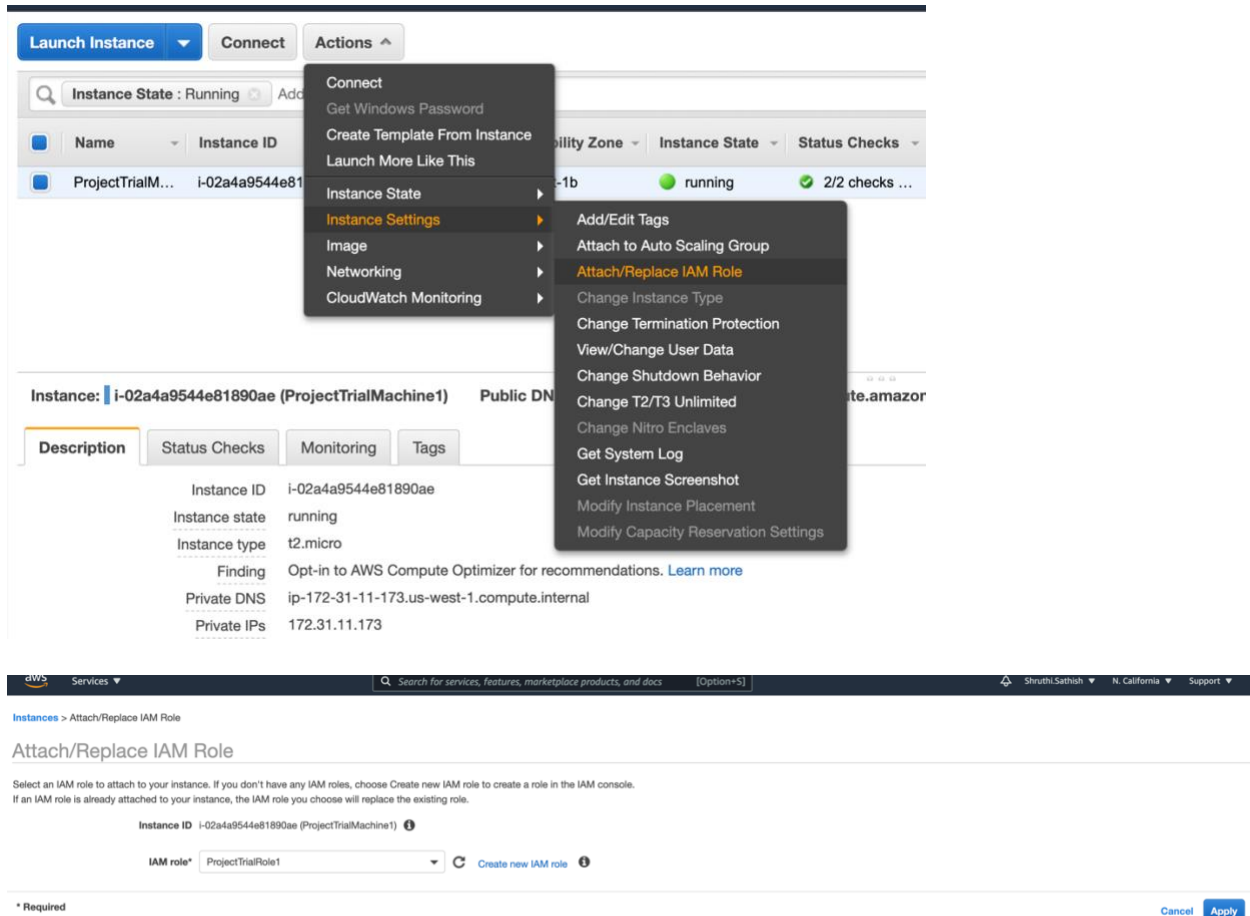 Launch Instance Connect Actions
Instance State : Running Add
Name Instance ID bility Zone Instance State Status Checks
ProjectTrialM... i-02a4a9544e81 -1b running 2/2 checks ...
Connect
Get Windows Password
Create Template From Instance
Launch More Like This
Instance State
Instance Settings
Image
Networking
CloudWatch Monitoring
Add/Edit Tags
Attach to Auto Scaling Group
Attach/Replace IAM Role
Change Instance Type
Change Termination Protection
View/Change User Data
Change Shutdown Behavior
Change T2/T3 Unlimited
Change Nitro Enclaves
Get System Log
Get Instance Screenshot
Modify Instance Placement
Modify Capacity Reservation Settings
Instance: i-02a4a9544e81890ae (ProjectTrialMachine1) Public DN te.amazon
Description Status Checks Monitoring Tags
Instance ID i-02a4a9544e81890ae
Instance state running
Instance type t2.micro
Finding Opt-in to AWS Compute Optimizer for recommendations. Learn more
Private DNS ip-172-31-11-173.us-west-1.compute.internal
Private IPs 172.31.11.173
aws Services Search for services, features, marketplace products, and docs [Option+S] Shruthi.Sathish N. California Support
Instances > Attach/Replace IAM Role
Attach/Replace IAM Role
Select an IAM role to attach to your instance. If you don't have any IAM roles, choose Create new IAM role to create a role in the IAM console.
If an IAM role is already attached to your instance, the IAM role you choose will replace the existing role.
Instance ID i-02a4a9544e81890ae (ProjectTrialMachine1)
IAM role* ProjectTrialRole1 Create new IAM role
* Required Cancel Apply